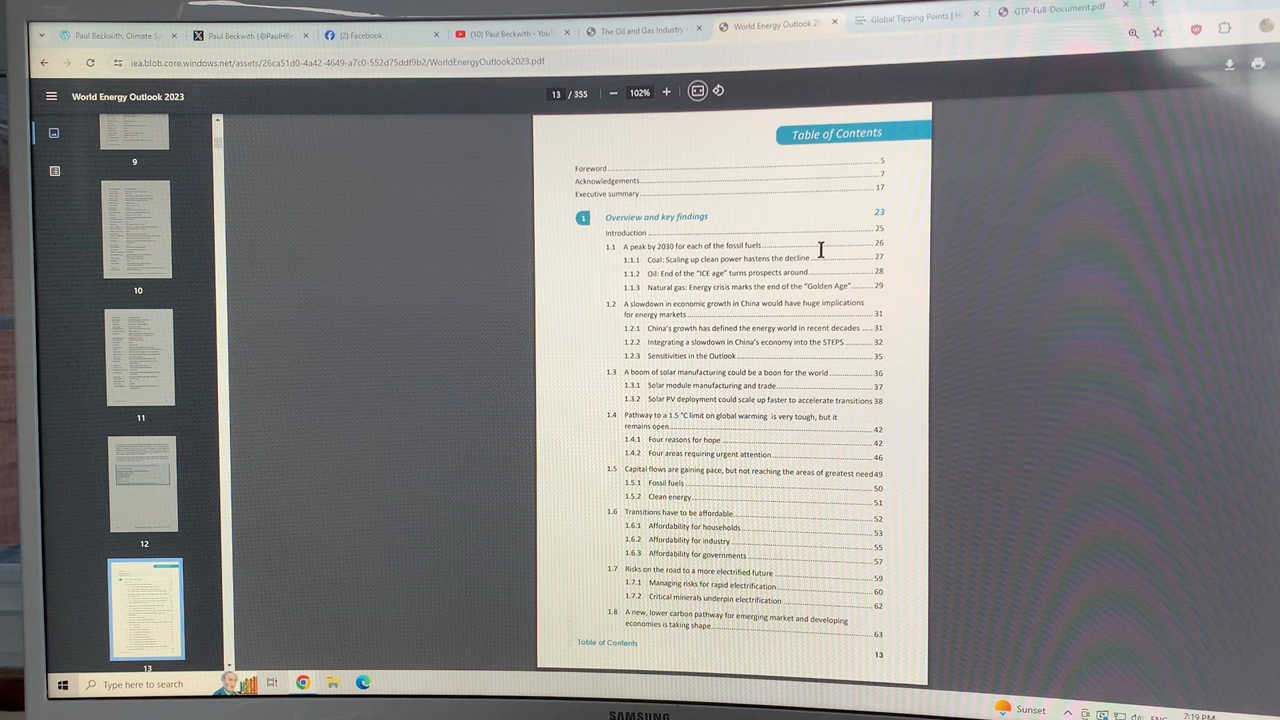 Paul Beckwith, Climate S
Paul Beckwith (@PaulHBe
(2) Facebook
(10) Paul Beckwith - YouT
The Oil and Gas Industry
World Energy Outlook 20
Global Tipping Points | H
GTP-Full-Document.pdf
iea.blob.core.windows.net/assets/26ca51d0-4a42-4649-a7c0-552d75ddf9b2/WorldEnergyOutlook2023.pdf
World Energy Outlook 2023
13 / 355
102%
9
10
11
12
13
Table of Contents
Foreword 5
Acknowledgements 7
Executive summary 17
1 Overview and key findings 23
Introduction 25
1.1 A peak by 2030 for each of the fossil fuels 26
1.1.1 Coal: Scaling up clean power hastens the decline 27
1.1.2 Oil: End of the "ICE age" turns prospects around 28
1.1.3 Natural gas: Energy crisis marks the end of the "Golden Age" 29
1.2 A slowdown in economic growth in China would have huge implications
for energy markets 31
1.2.1 China's growth has defined the energy world in recent decades 31
1.2.2 Integrating a slowdown in China's economy into the STEPS 32
1.2.3 Sensitivities in the Outlook 35
1.3 A boom of solar manufacturing could be a boon for the world 36
1.3.1 Solar module manufacturing and trade 37
1.3.2 Solar PV deployment could scale up faster to accelerate transitions 38
1.4 Pathway to a 1.5 °C limit on global warming is very tough, but it
remains open 42
1.4.1 Four reasons for hope 42
1.4.2 Four areas requiring urgent attention 46
1.5 Capital flows are gaining pace, but not reaching the areas of greatest need 49
1.5.1 Fossil fuels 50
1.5.2 Clean energy 51
1.6 Transitions have to be affordable 52
1.6.1 Affordability for households 53
1.6.2 Affordability for industry 55
1.6.3 Affordability for governments 57
1.7 Risks on the road to a more electrified future 59
1.7.1 Managing risks for rapid electrification 60
1.7.2 Critical minerals underpin electrification 62
1.8 A new, lower carbon pathway for emerging market and developing
economies is taking shape 63
Table of Contents
13
Type here to search
Sunset
ENG
7:19 PM
SAMSUNG